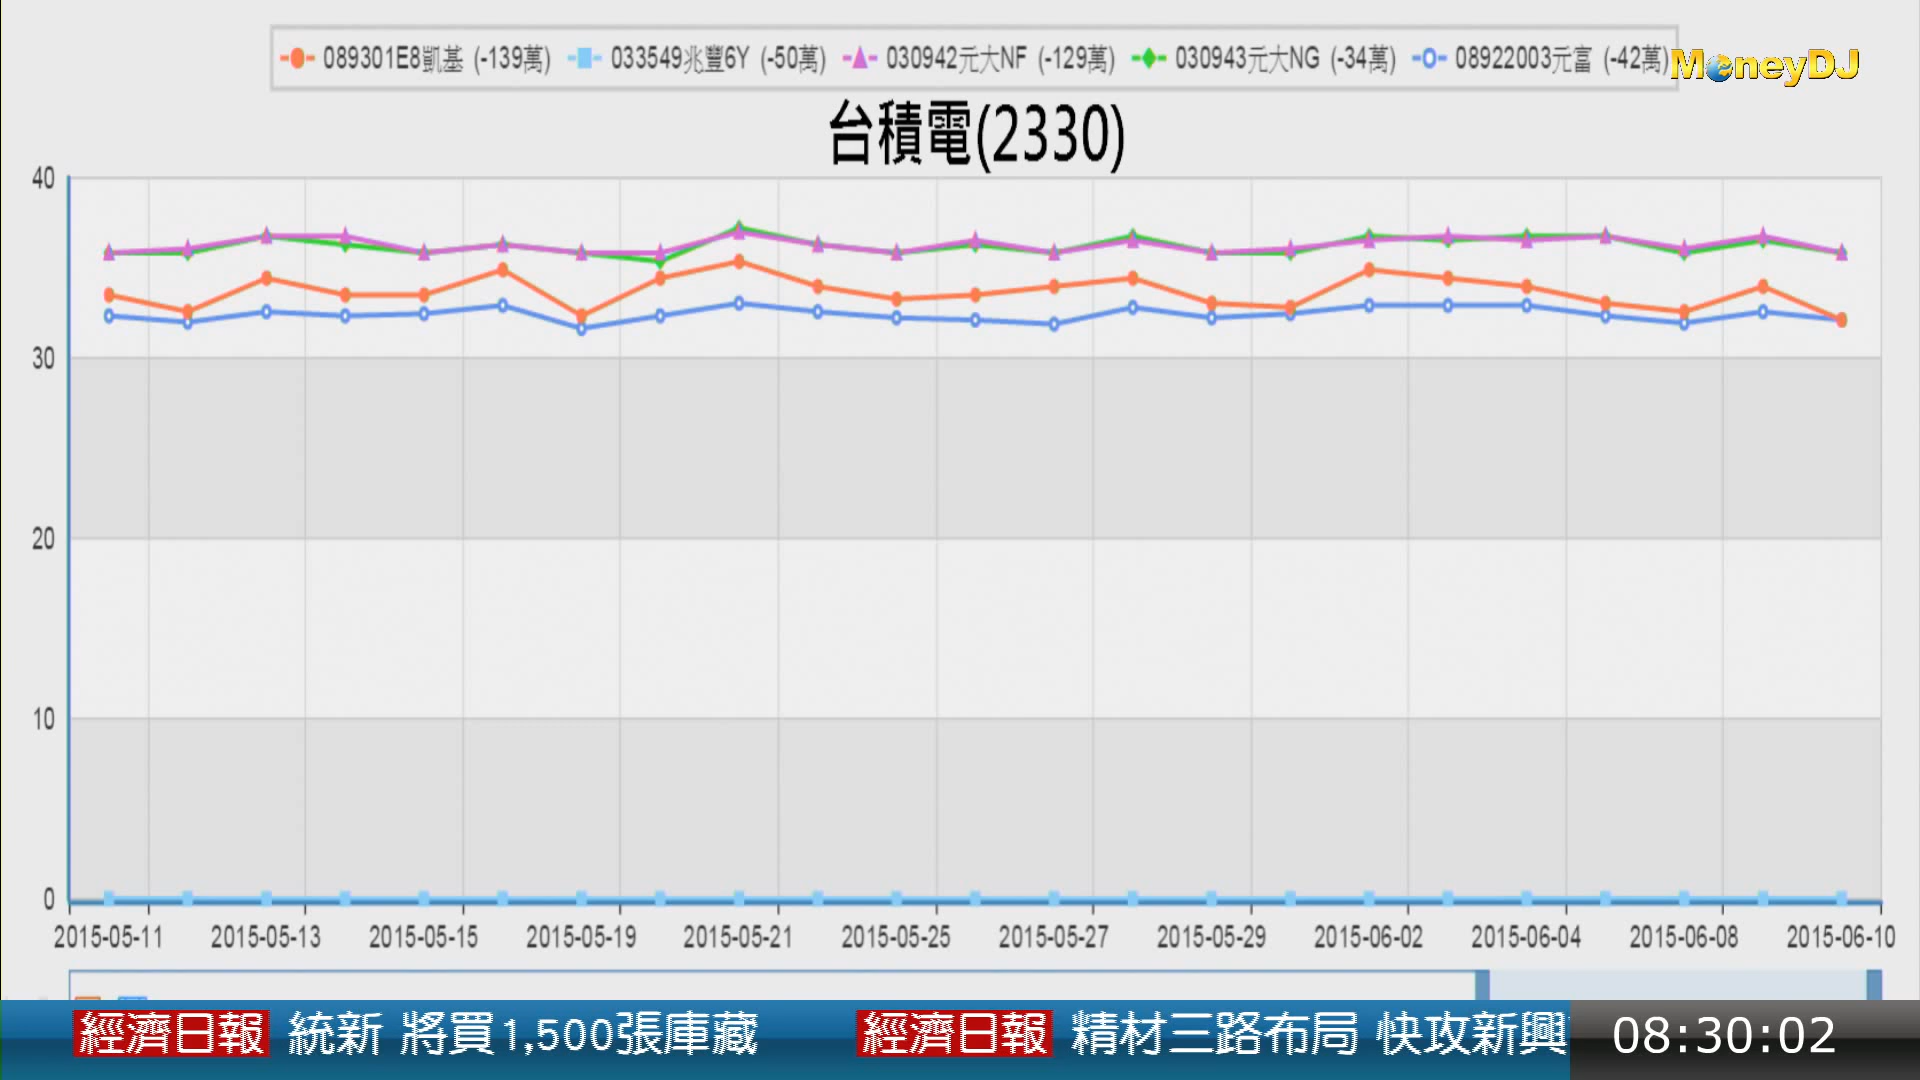 089301E8凱基 (-139萬) 033549兆豐6Y (-50萬) 030942元大NF (-129萬) 030943元大NG (-34萬) 08922003元富 (-42萬)
MoneyDJ
台積電(2330)
40
30
20
10
0
2015-05-11 2015-05-13 2015-05-15 2015-05-19 2015-05-21 2015-05-25 2015-05-27 2015-05-29 2015-06-02 2015-06-04 2015-06-08 2015-06-10
經濟日報 統新 將買1,500張庫藏 經濟日報 精材三路布局 快攻新興
08:30:02